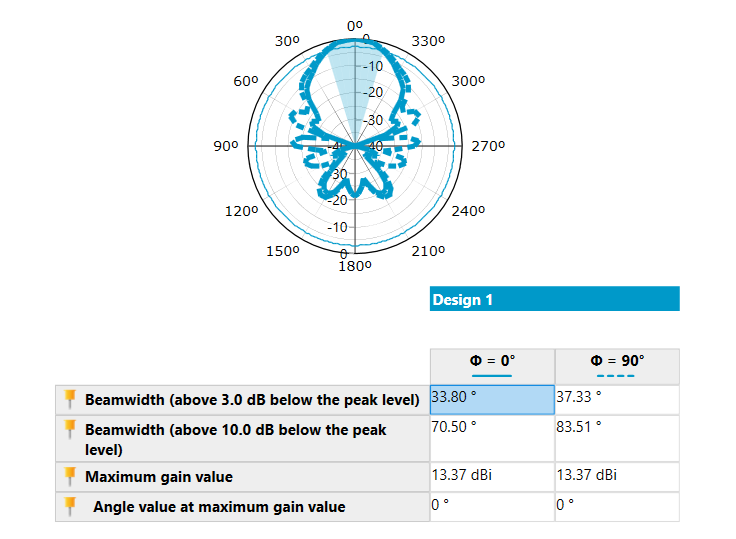 0º
30º
330º
0
60º
300º
-10
-20
-30
90º
-4
40
270º
-30
-20
120º
240º
-10
150º
210º
0
180º
Design 1
Φ = 0°
Φ = 90°
Beamwidth (above 3.0 dB below the peak level)
33.80 °
37.33 °
Beamwidth (above 10.0 dB below the peak
level)
70.50 °
83.51 °
Maximum gain value
13.37 dBi
13.37 dBi
Angle value at maximum gain value
0 °
0 °